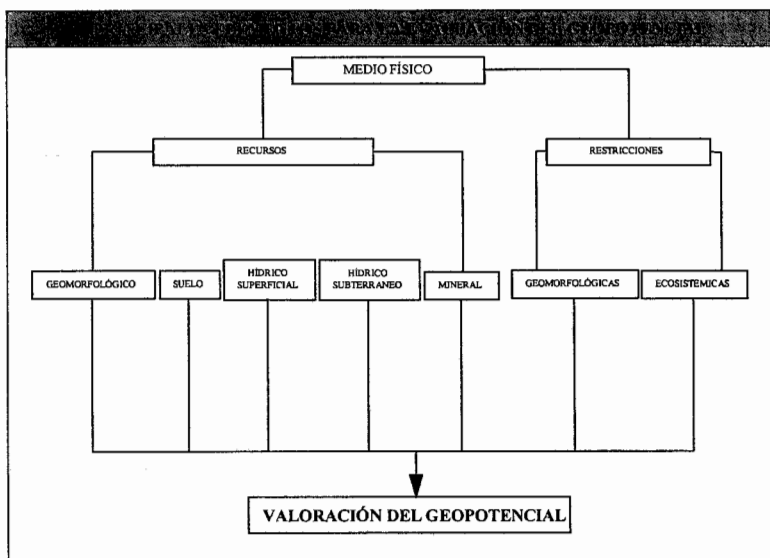 MEDIO FÍSICO
RECURSOS
RESTRICCIONES
GEOMORFOLÓGICO
SUELO
HÍDRICO
SUPERFICIAL
HÍDRICO
SUBTERRANEO
MINERAL
GEOMORFOLÓGICAS
ECOSISTEMICAS
VALORACIÓN DEL GEOPOTENCIAL